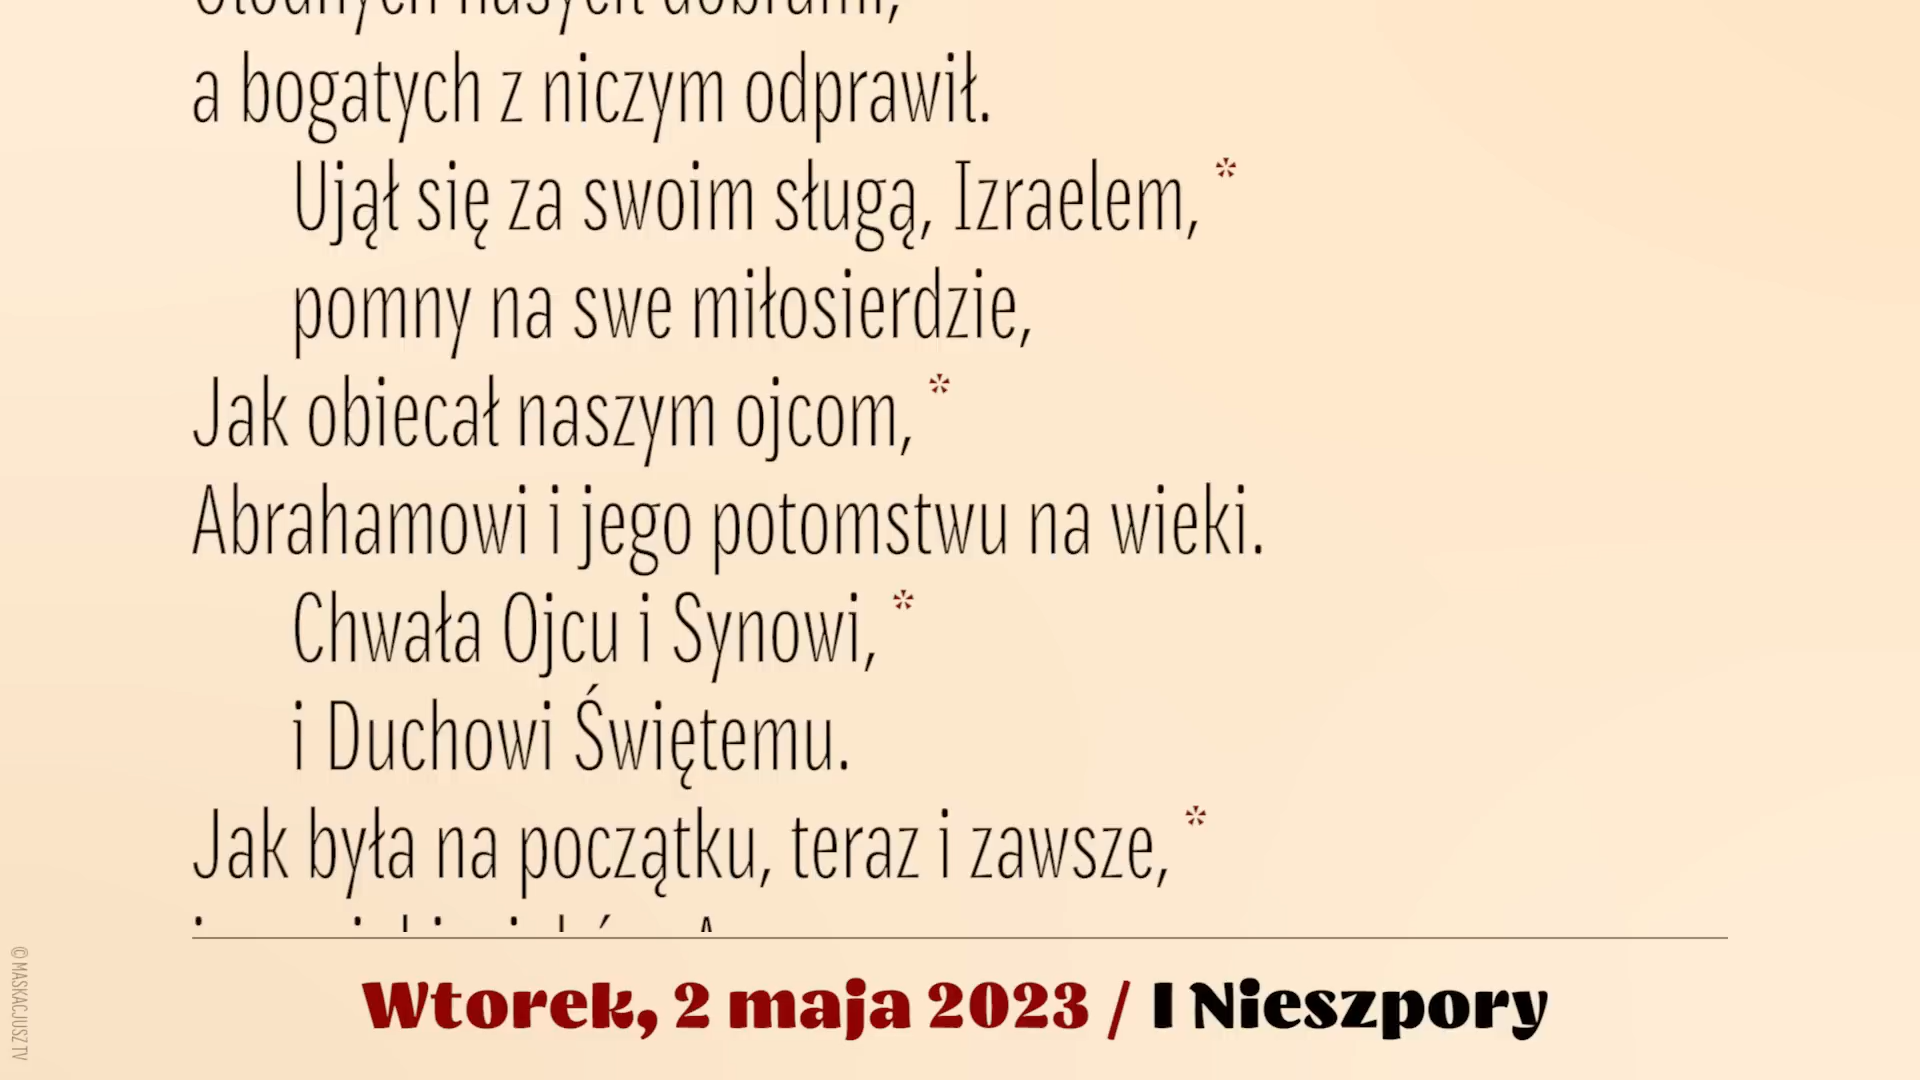 a bogatych z niczym odprawił.
Ujął się za swoim sługą, Izraelem, *
pomny na swe miłosierdzie,
Jak obiecał naszym ojcom, *
Abrahamowi i jego potomstwu na wieki.
Chwała Ojcu i Synowi, *
i Duchowi Świętemu.
Jak była na początku, teraz i zawsze, *
Wtorek, 2 maja 2023 / I Nieszpory
© MASKACJUSZ TV